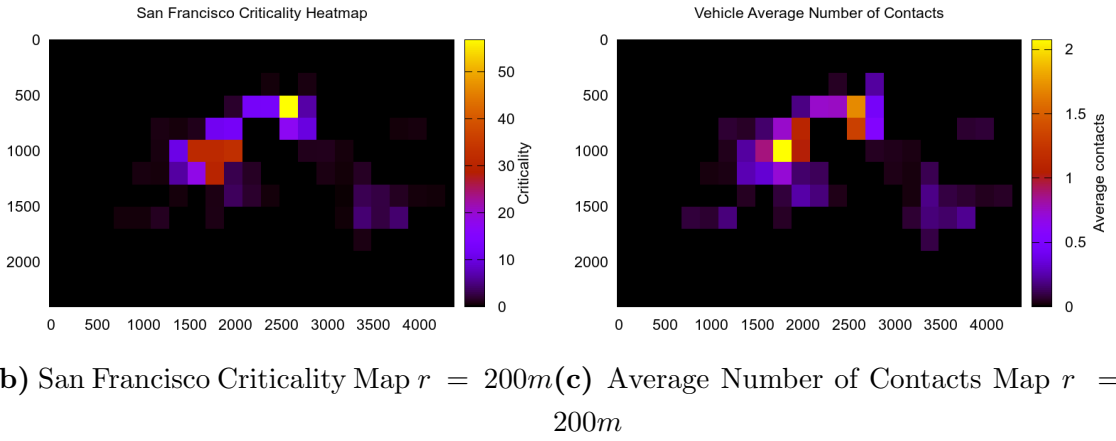 San Francisco Criticality Heatmap
0
500
1000
1500
2000
0 500 1000 1500 2000 2500 3000 3500 4000
50
40
30
20
10
0
Criticality
Vehicle Average Number of Contacts
0
500
1000
1500
2000
0 500 1000 1500 2000 2500 3000 3500 4000
2
1.5
1
0.5
0
Average contacts
b) San Francisco Criticality Map r = 200m
(c) Average Number of Contacts Map r =
200m